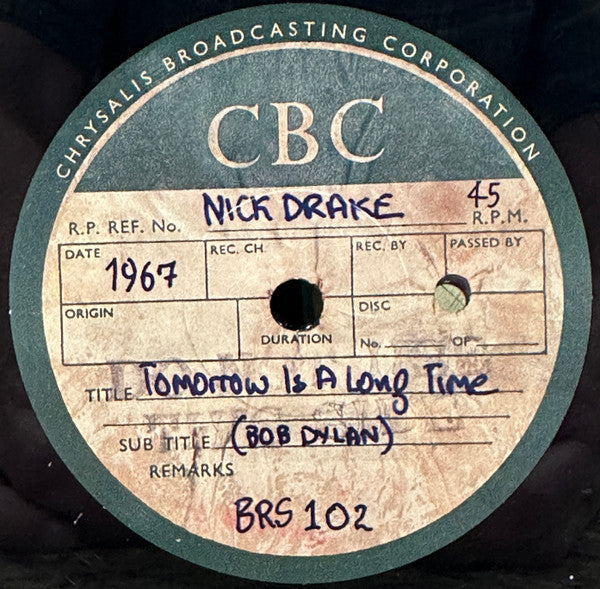 CHRYSALIS BROADCASTING CORPORATION
CBC
R.P. REF. No. NICK DRAKE 45 R.P.M.
DATE 1967 REC. CH. REC. BY PASSED BY
ORIGIN DURATION DISC
No. OF
TITLE Tomorrow Is A Long Time
SUB TITLE (BOB DYLAN)
REMARKS
BRS 102